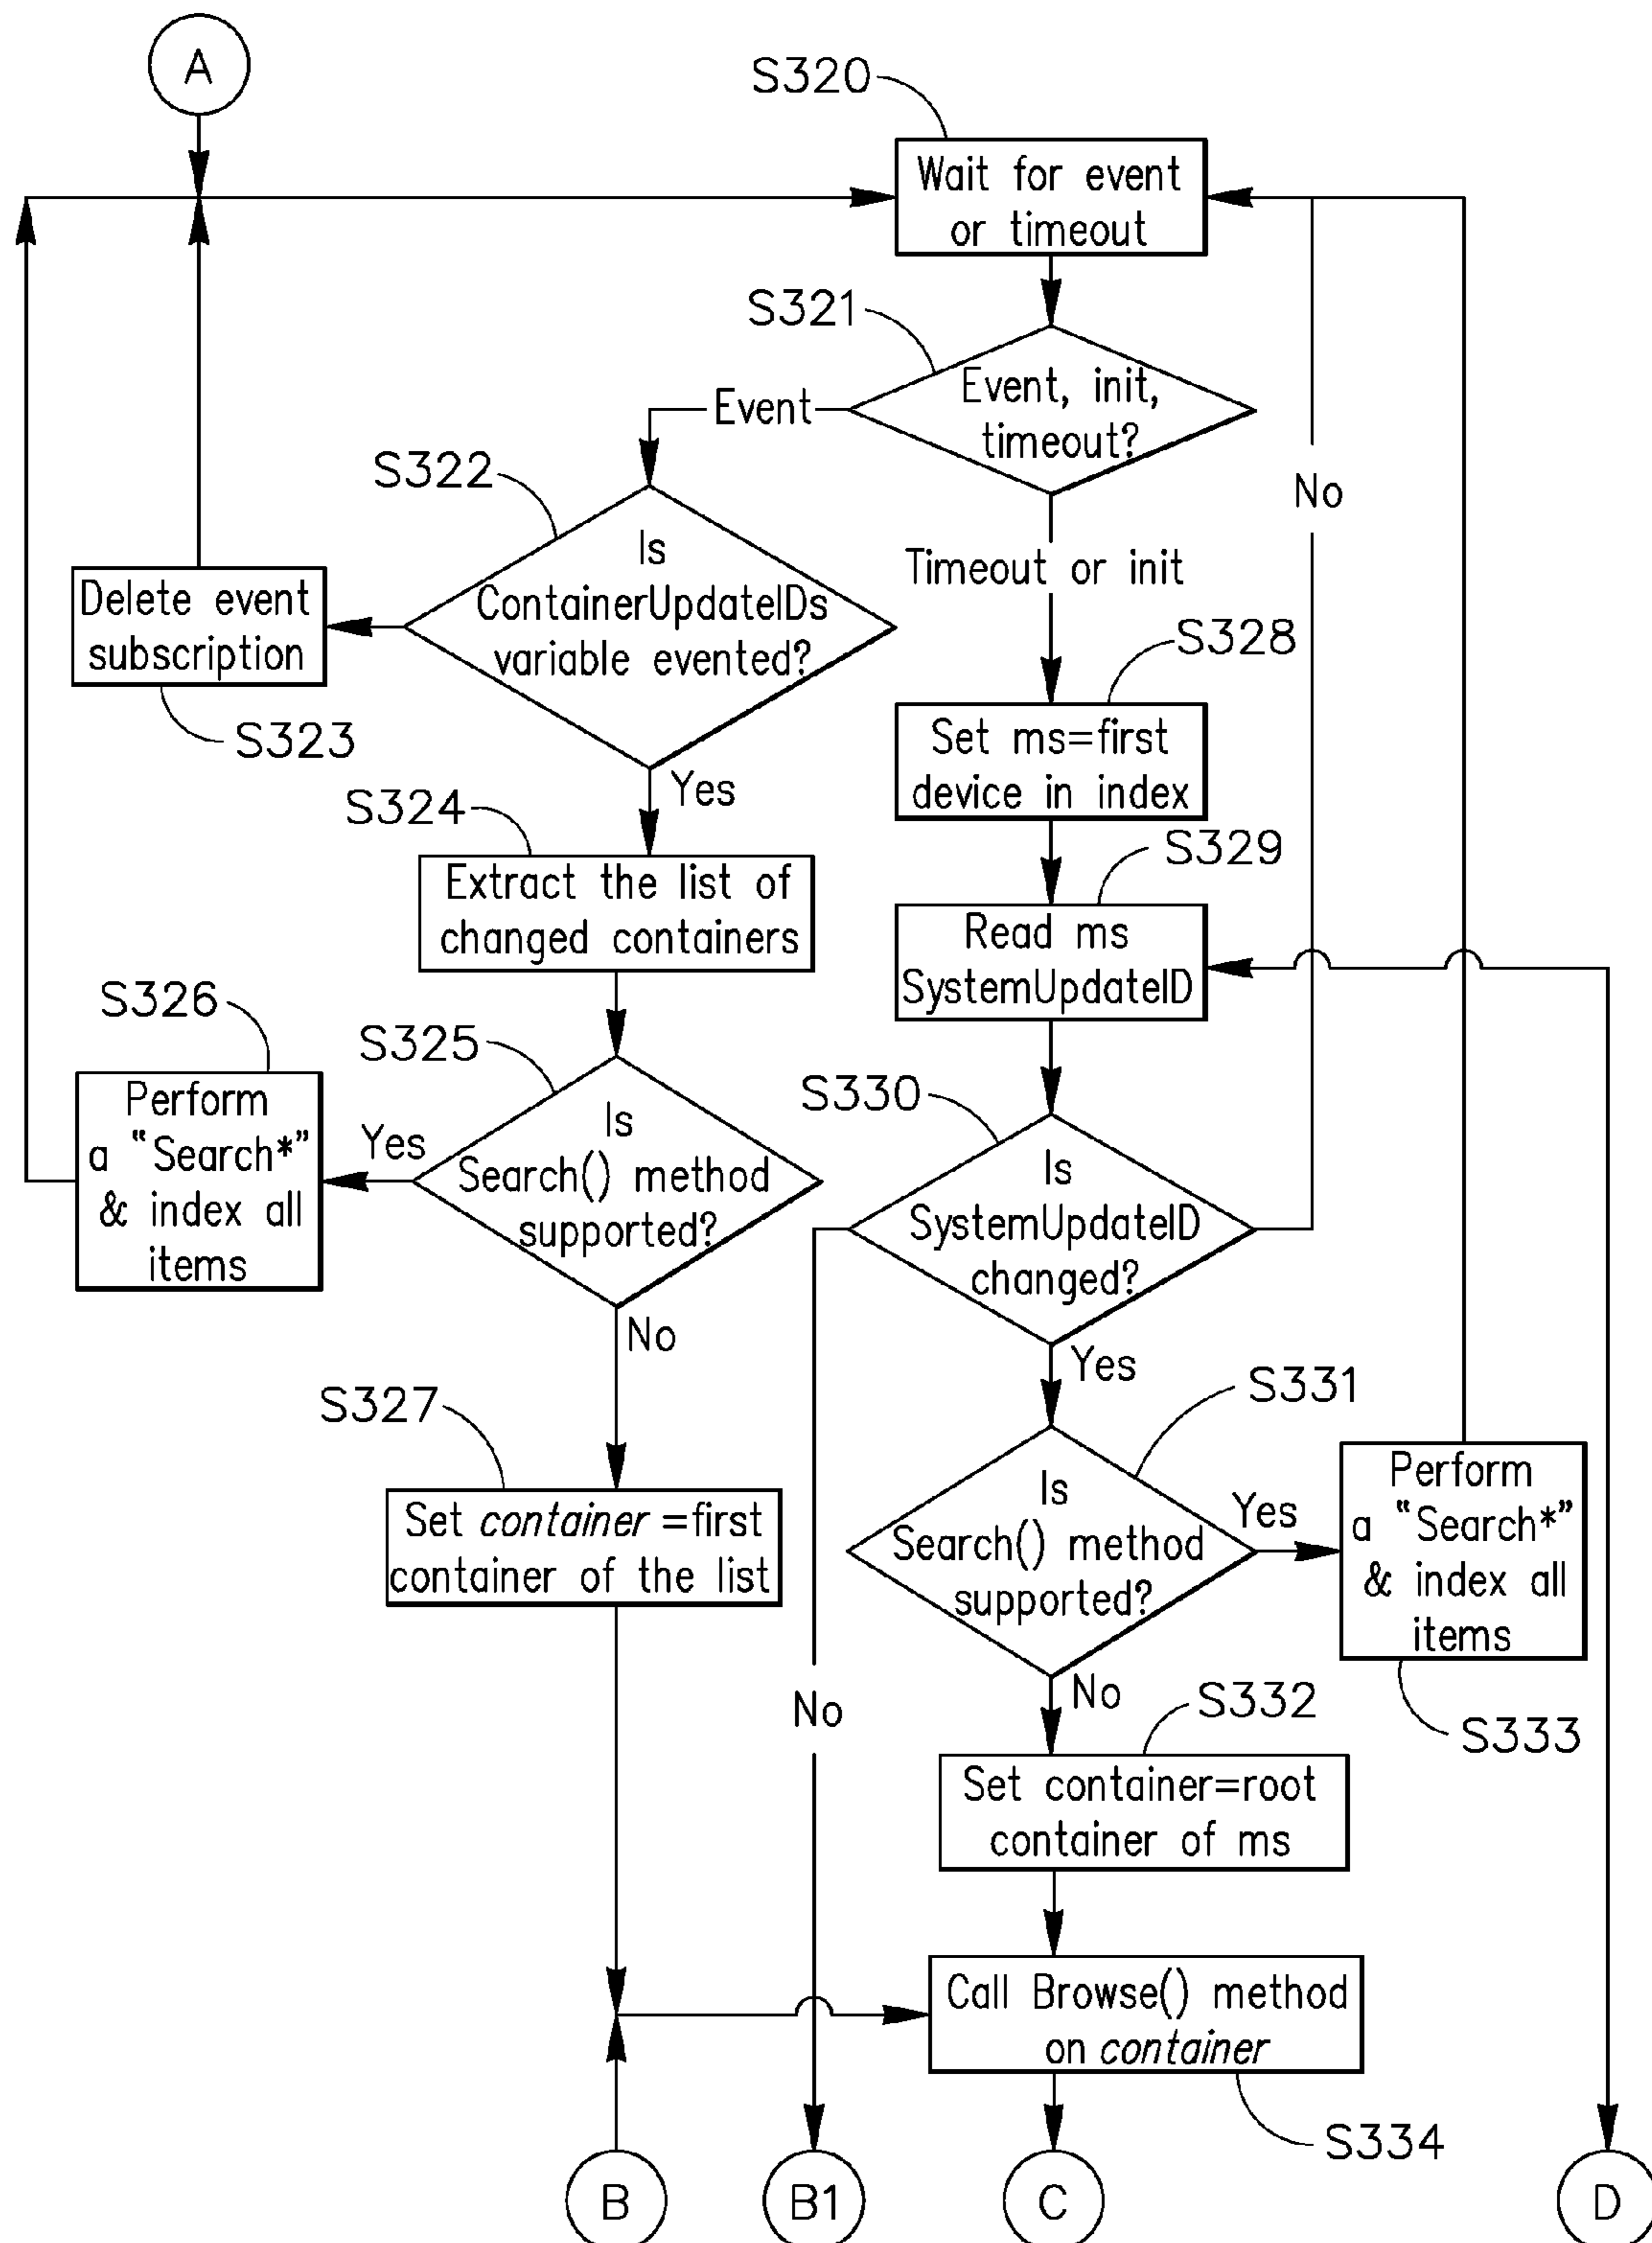 A
S320
Wait for event
or timeout
S321
Event, init,
timeout?
Event
S322
Is
ContainerUpdateIDs
variable evented?
No
Timeout or init
Delete event
subscription
S323
S328
Set ms=first
device in index
Yes
S324
Extract the list of
changed containers
S329
Read ms
SystemUpdateID
S326
Perform
a “Search*”
& index all
items
S325
Yes
Is
Search() method
supported?
S330
Is
SystemUpdateID
changed?
No
Yes
S327
Set container =first
container of the list
S331
Is
Search() method
supported?
Yes
Perform
a “Search*”
& index all
items
S333
No
No
S332
Set container=root
container of ms
Call Browse() method
on container
S334
B
B1
C
D